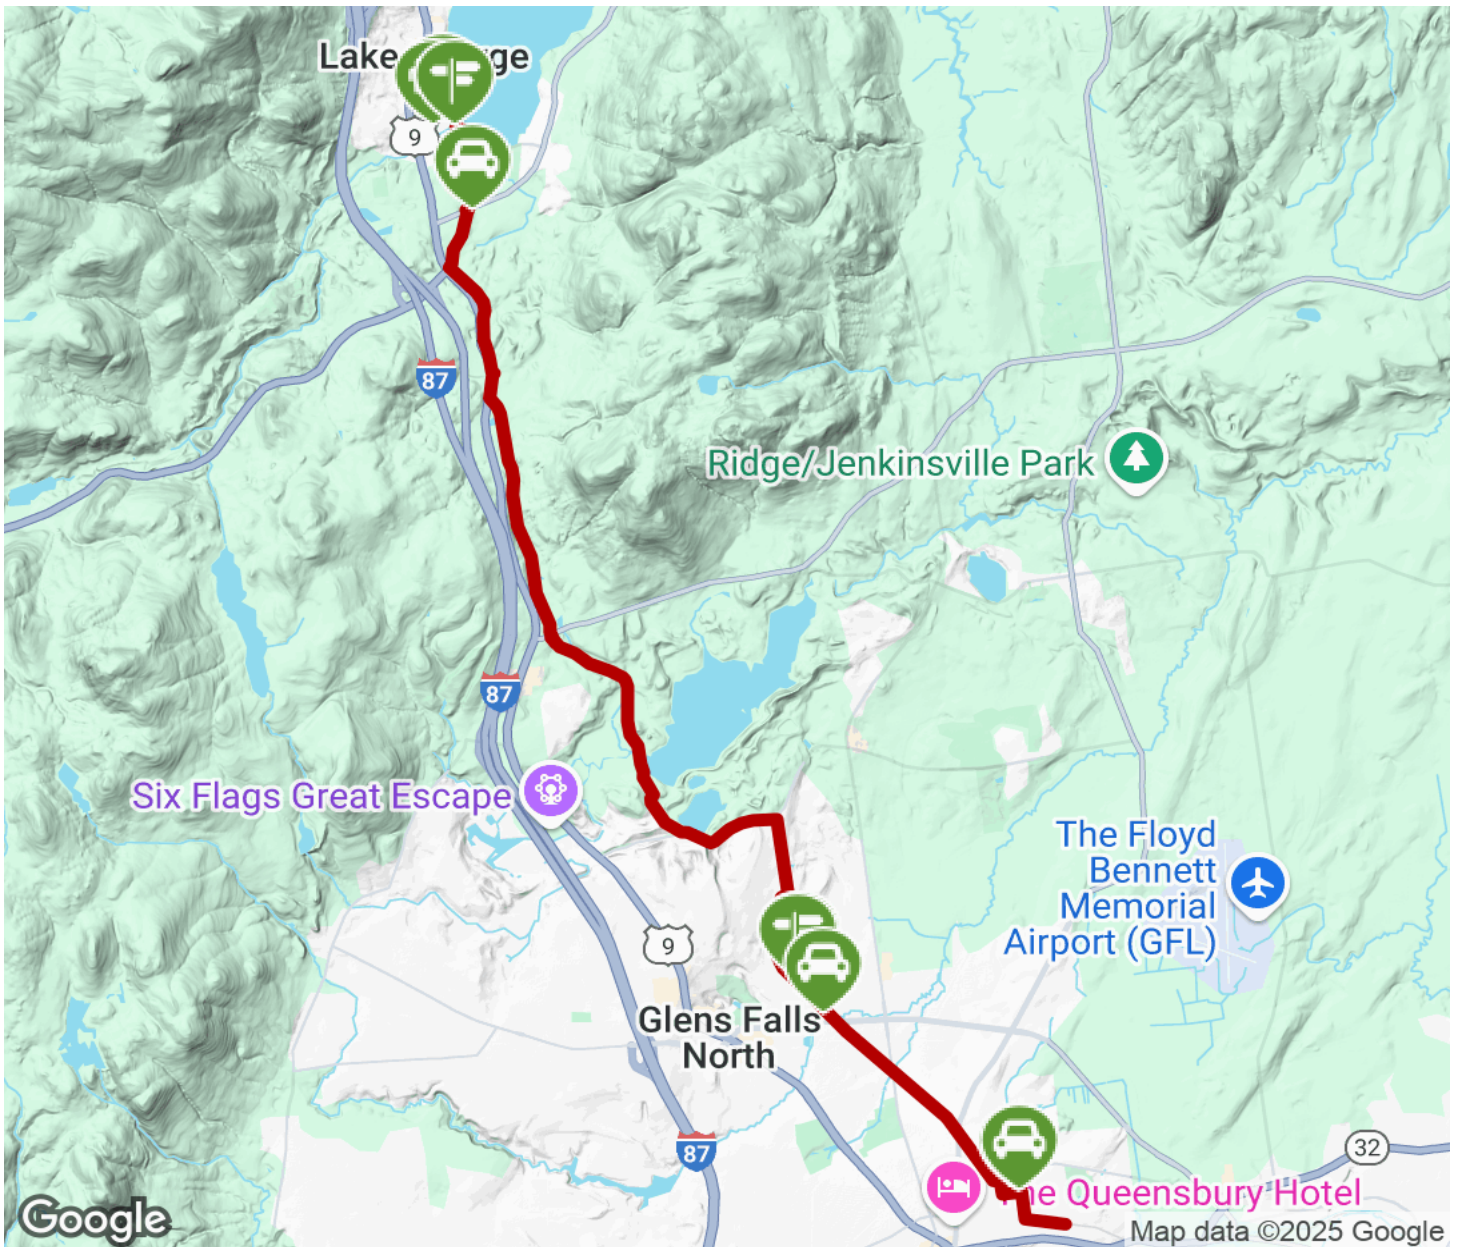 Lake
ge
9
87
Ridge/Jenkinsville Park
87
Six Flags Great Escape
The Floyd
Bennett
Memorial
Airport (GFL)
9
Glens Falls
North
87
32
he Queensbury Hotel
Google
Map data ©2025 Google